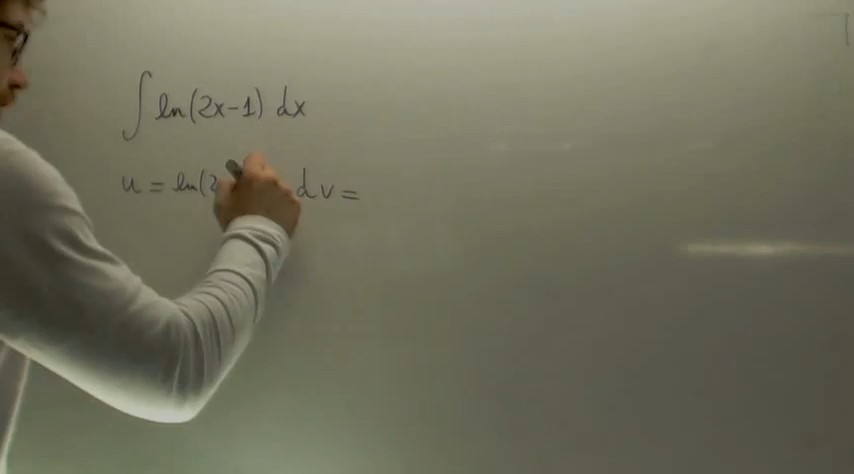 ∫ ln(2x-1) dx
u = ln(2 dv =